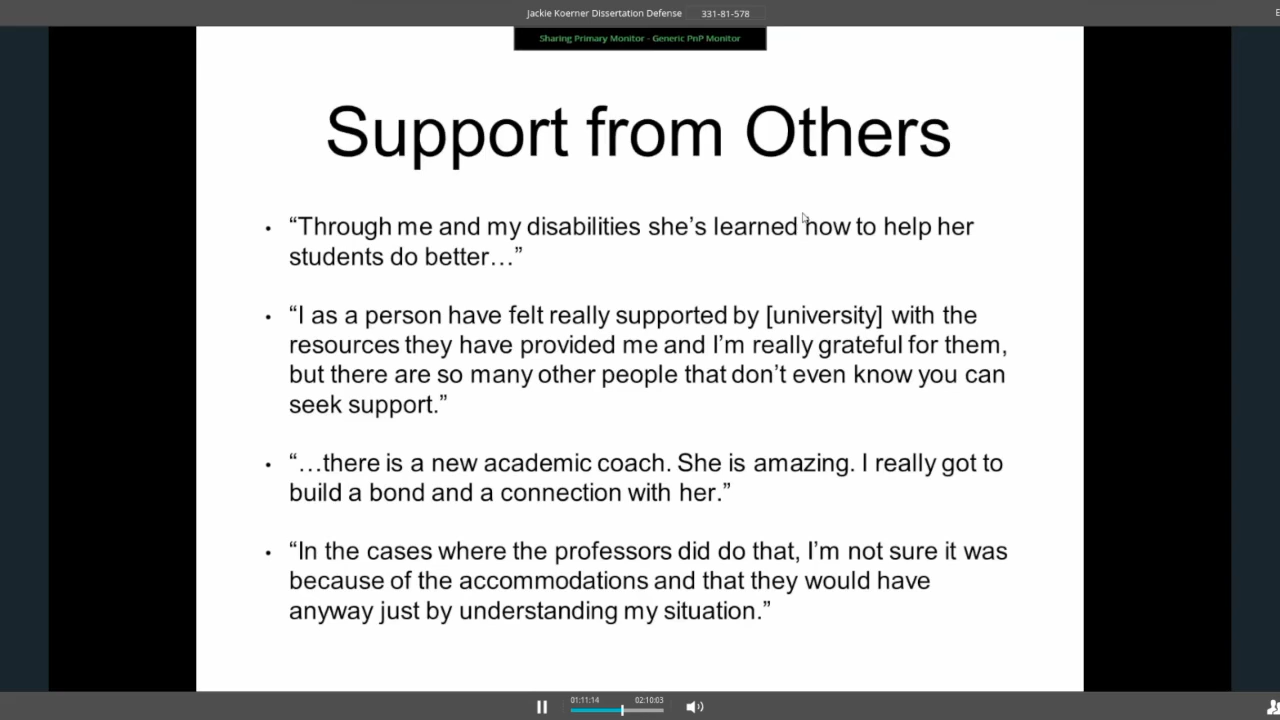 Jackie Koerner Dissertation Defense 331-81-578
Sharing Primary Monitor - Generic PnP Monitor
Support from Others
• “Through me and my disabilities she’s learned how to help her
students do better…”
• “I as a person have felt really supported by [university] with the
resources they have provided me and I’m really grateful for them,
but there are so many other people that don’t even know you can
seek support.”
• “…there is a new academic coach. She is amazing. I really got to
build a bond and a connection with her.”
• “In the cases where the professors did do that, I’m not sure it was
because of the accommodations and that they would have
anyway just by understanding my situation.”
01:11:14 02:10:03